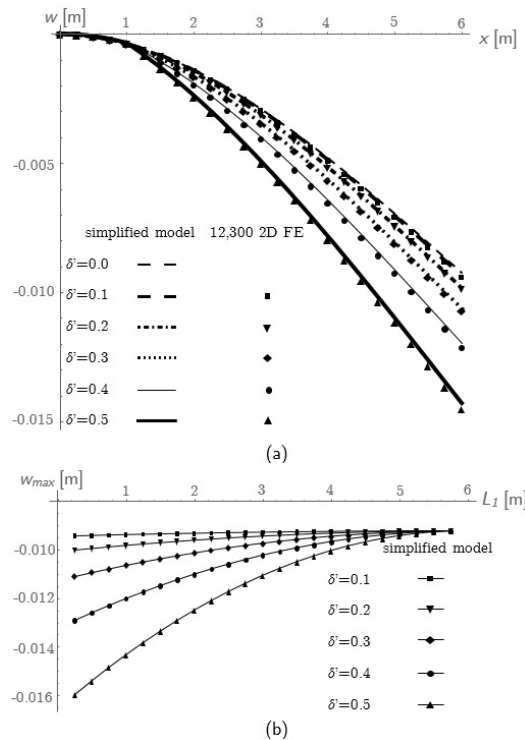 w [m]
0 1 2 3 4 5 6
x [m]
-0.005
-0.010
-0.015
simplified model 12,300 2D FE
δ'=0.0
δ'=0.1
δ'=0.2
δ'=0.3
δ'=0.4
δ'=0.5
(a)
wmax [m]
1 2 3 4 5
L1 [m]
-0.010
-0.012
-0.014
-0.016
simplified model
δ'=0.1
δ'=0.2
δ'=0.3
δ'=0.4
δ'=0.5
(b)